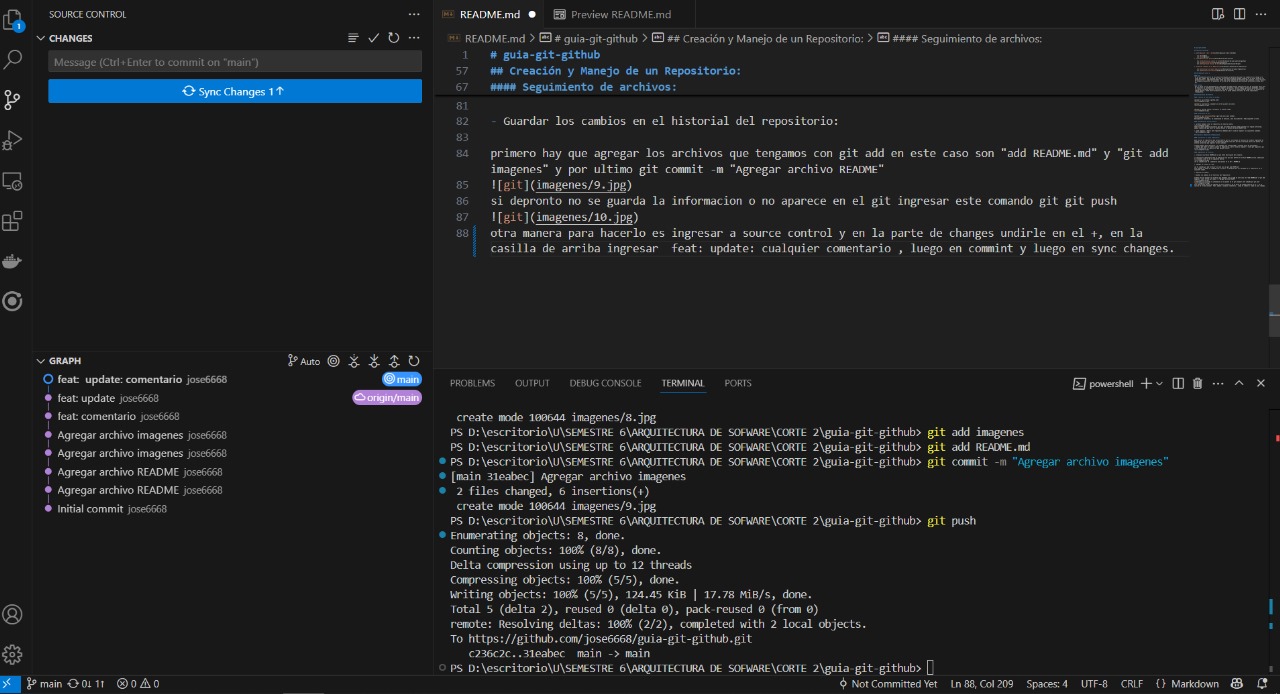 SOURCE CONTROL
1
CHANGES
Message (Ctrl+Enter to commit on "main")
Sync Changes 1↑
GRAPH
Auto
feat: update: comentario jose6668
main
feat: update jose6668
origin/main
feat: comentario jose6668
Agregar archivo imagenes jose6668
Agregar archivo imagenes jose6668
Agregar archivo README jose6668
Agregar archivo README jose6668
Initial commit jose6668
README.md
Preview README.md
README.md > # guia-git-github > ## Creación y Manejo de un Repositorio: > #### Seguimiento de archivos:
1 # guia-git-github
57 ## Creación y Manejo de un Repositorio:
67 #### Seguimiento de archivos:
81
82 - Guardar los cambios en el historial del repositorio:
83
84 primero hay que agregar los archivos que tengamos con git add en este caso son "add README.md" y "git add
imagenes" y por ultimo git commit -m "Agregar archivo README"
85 ![git](imagenes/9.jpg)
86 si depronto no se guarda la informacion o no aparece en el git ingresar este comando git git push
87 ![git](imagenes/10.jpg)
88 otra manera para hacerlo es ingresar a source control y en la parte de changes undirle en el +, en la
casilla de arriba ingresar  feat: update: cualquier comentario , luego en commint y luego en sync changes.
PROBLEMS OUTPUT DEBUG CONSOLE TERMINAL PORTS
powershell
create mode 100644 imagenes/8.jpg
PS D:\escritorio\U\SEMESTRE 6\ARQUITECTURA DE SOFWARE\CORTE 2\guia-git-github> git add imagenes
PS D:\escritorio\U\SEMESTRE 6\ARQUITECTURA DE SOFWARE\CORTE 2\guia-git-github> git add README.md
PS D:\escritorio\U\SEMESTRE 6\ARQUITECTURA DE SOFWARE\CORTE 2\guia-git-github> git commit -m "Agregar archivo imagenes"
[main 31eabec] Agregar archivo imagenes
2 files changed, 6 insertions(+)
create mode 100644 imagenes/9.jpg
PS D:\escritorio\U\SEMESTRE 6\ARQUITECTURA DE SOFWARE\CORTE 2\guia-git-github> git push
Enumerating objects: 8, done.
Counting objects: 100% (8/8), done.
Delta compression using up to 12 threads
Compressing objects: 100% (5/5), done.
Writing objects: 100% (5/5), 124.45 KiB | 17.78 MiB/s, done.
Total 5 (delta 2), reused 0 (delta 0), pack-reused 0 (from 0)
remote: Resolving deltas: 100% (2/2), completed with 2 local objects.
To https://github.com/jose6668/guia-git-github.git
c236c2c..31eabec  main -> main
PS D:\escritorio\U\SEMESTRE 6\ARQUITECTURA DE SOFWARE\CORTE 2\guia-git-github>
main 0↓ 1↑ 0 0
Not Committed Yet Ln 88, Col 209 Spaces: 4 UTF-8 CRLF {} Markdown